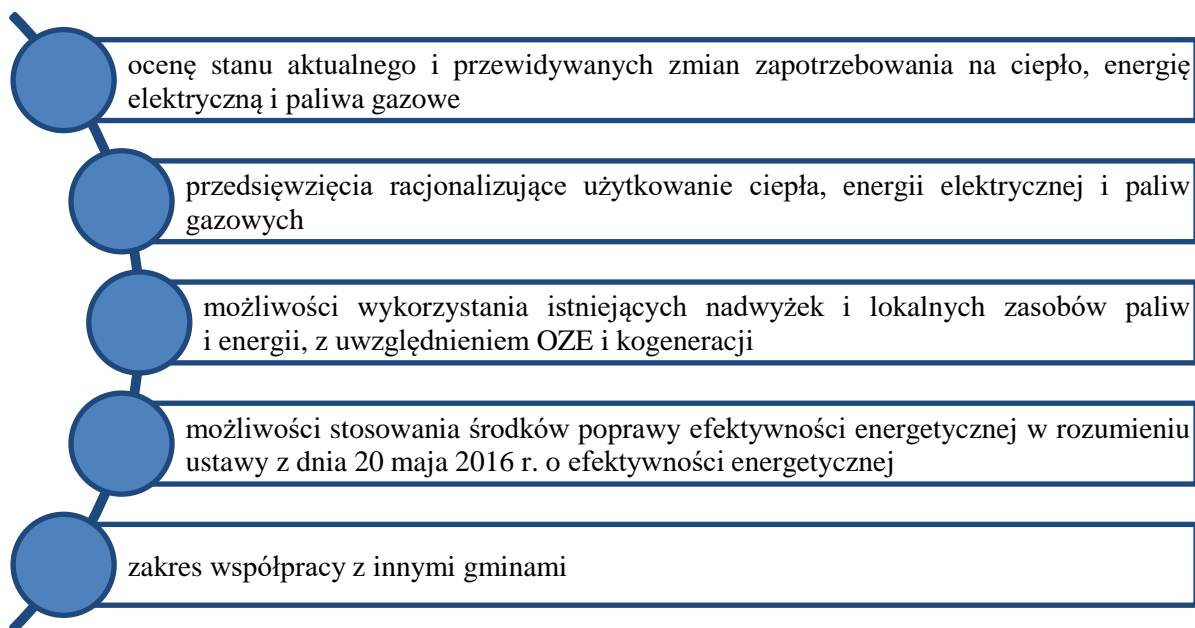 ocenę stanu aktualnego i przewidywanych zmian zapotrzebowania na ciepło, energię
elektryczną i paliwa gazowe
przedsięwzięcia racjonalizujące użytkowanie ciepła, energii elektrycznej i paliw
gazowych
możliwości wykorzystania istniejących nadwyżek i lokalnych zasobów paliw
i energii, z uwzględnieniem OZE i kogeneracji
możliwości stosowania środków poprawy efektywności energetycznej w rozumieniu
ustawy z dnia 20 maja 2016 r. o efektywności energetycznej
zakres współpracy z innymi gminami